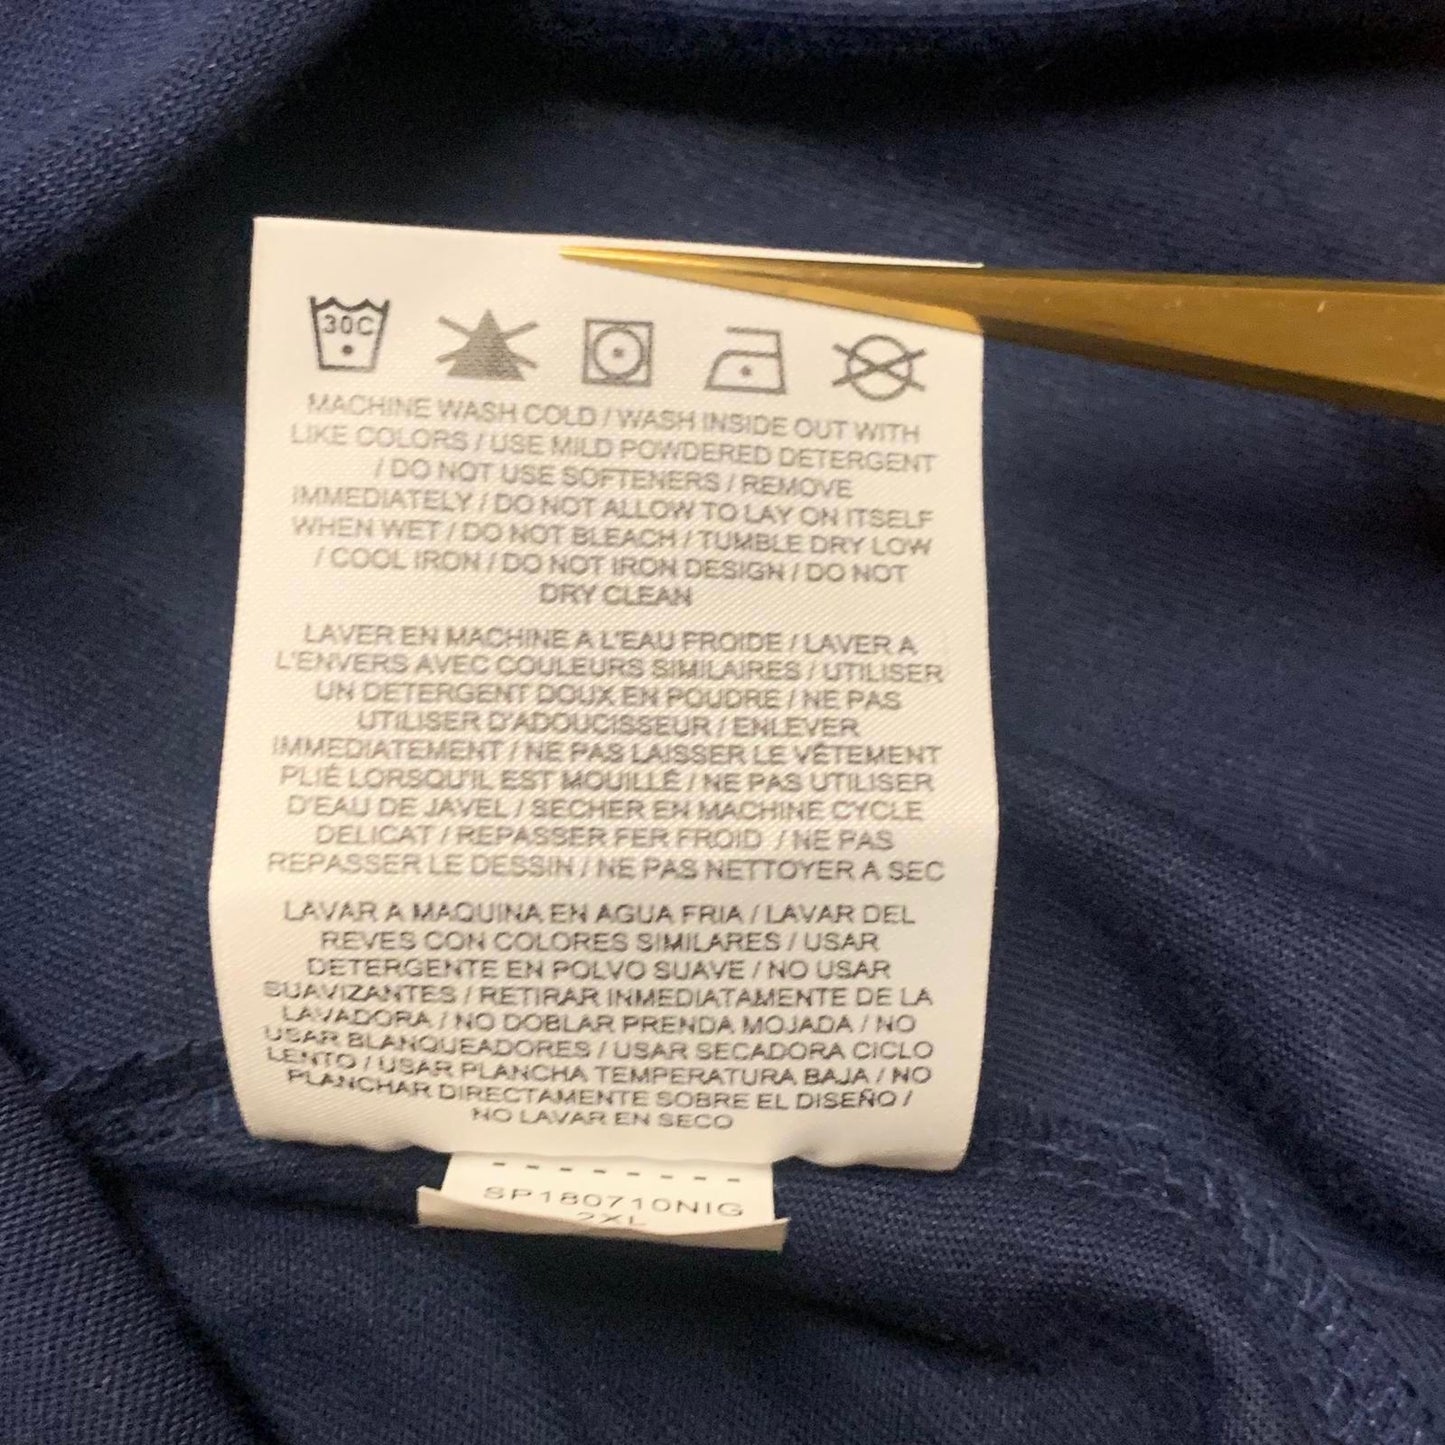 30C
MACHINE WASH COLD / WASH INSIDE OUT WITH
LIKE COLORS / USE MILD POWDERED DETERGENT
/ DO NOT USE SOFTENERS / REMOVE
IMMEDIATELY / DO NOT ALLOW TO LAY ON ITSELF
WHEN WET / DO NOT BLEACH / TUMBLE DRY LOW
/ COOL IRON / DO NOT IRON DESIGN / DO NOT
DRY CLEAN
LAVER EN MACHINE A L'EAU FROIDE / LAVER A
L'ENVERS AVEC COULEURS SIMILAIRES / UTILISER
UN DETERGENT DOUX EN POUDRE / NE PAS
UTILISER D'ADOUCISSEUR / ENLEVER
IMMEDIATEMENT / NE PAS LAISSER LE VÊTEMENT
PLIÉ LORSQU'IL EST MOUILLÉ / NE PAS UTILISER
D'EAU DE JAVEL / SECHER EN MACHINE CYCLE
DELICAT / REPASSER FER FROID / NE PAS
REPASSER LE DESSIN / NE PAS NETTOYER A SEC
LAVAR A MAQUINA EN AGUA FRIA / LAVAR DEL
REVES CON COLORES SIMILARES / USAR
DETERGENTE EN POLVO SUAVE / NO USAR
SUAVIZANTES / RETIRAR INMEDIATAMENTE DE LA
LAVADORA / NO DOBLAR PRENDA MOJADA / NO
USAR BLANQUEADORES / USAR SECADORA CICLO
LENTO / USAR PLANCHA TEMPERATURA BAJA / NO
PLANCHAR DIRECTAMENTE SOBRE EL DISEÑO /
NO LAVAR EN SECO
SP180710NIG
2XL